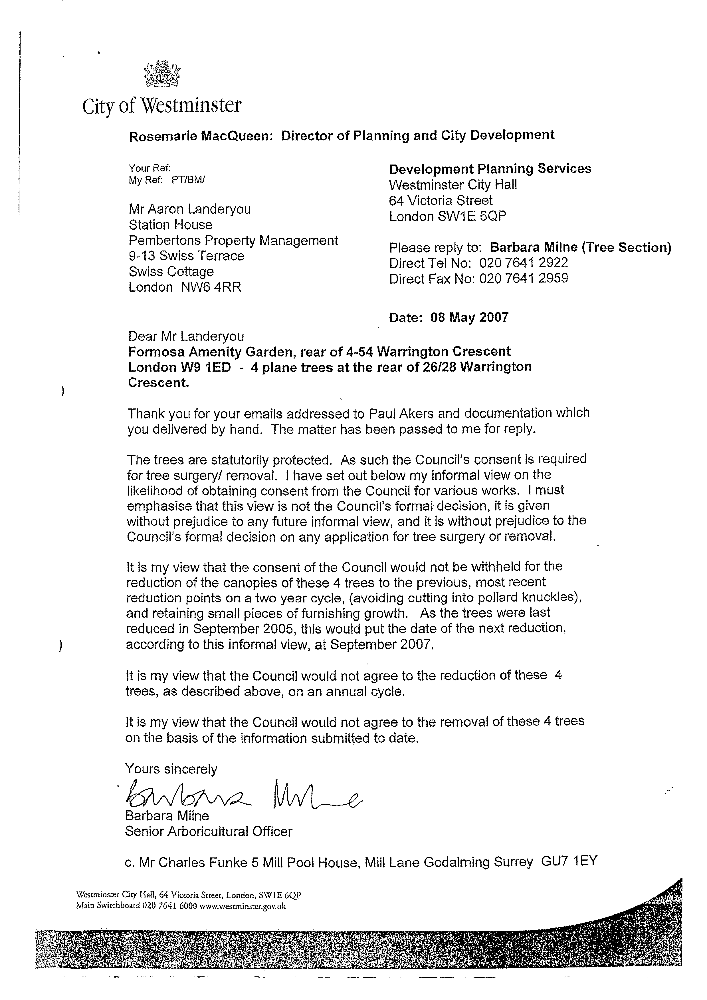 City of Westminster
Rosemarie MacQueen: Director of Planning and City Development
Your Ref:
My Ref: PT/BM/
Mr Aaron Landeryou
Station House
Pembertons Property Management
9-13 Swiss Terrace
Swiss Cottage
London NW6 4RR
Development Planning Services
Westminster City Hall
64 Victoria Street
London SW1E 6QP
Please reply to: Barbara Milne (Tree Section)
Direct Tel No: 020 7641 2922
Direct Fax No: 020 7641 2959
Date: 08 May 2007
Dear Mr Landeryou
Formosa Amenity Garden, rear of 4-54 Warrington Crescent
London W9 1ED - 4 plane trees at the rear of 26/28 Warrington
Crescent.
Thank you for your emails addressed to Paul Akers and documentation which
you delivered by hand. The matter has been passed to me for reply.
The trees are statutorily protected. As such the Council's consent is required
for tree surgery/ removal. I have set out below my informal view on the
likelihood of obtaining consent from the Council for various works. I must
emphasise that this view is not the Council's formal decision, it is given
without prejudice to any future informal view, and it is without prejudice to the
Council's formal decision on any application for tree surgery or removal.
It is my view that the consent of the Council would not be withheld for the
reduction of the canopies of these 4 trees to the previous, most recent
reduction points on a two year cycle, (avoiding cutting into pollard knuckles),
and retaining small pieces of furnishing growth. As the trees were last
reduced in September 2005, this would put the date of the next reduction,
according to this informal view, at September 2007.
It is my view that the Council would not agree to the reduction of these 4
trees, as described above, on an annual cycle.
It is my view that the Council would not agree to the removal of these 4 trees
on the basis of the information submitted to date.
Yours sincerely
Barbara Milne
Barbara Milne
Senior Arboricultural Officer
c. Mr Charles Funke 5 Mill Pool House, Mill Lane Godalming Surrey GU7 1EY
Westminster City Hall, 64 Victoria Street, London, SW1E 6QP
Main Switchboard 020 7641 6000 www.westminster.gov.uk